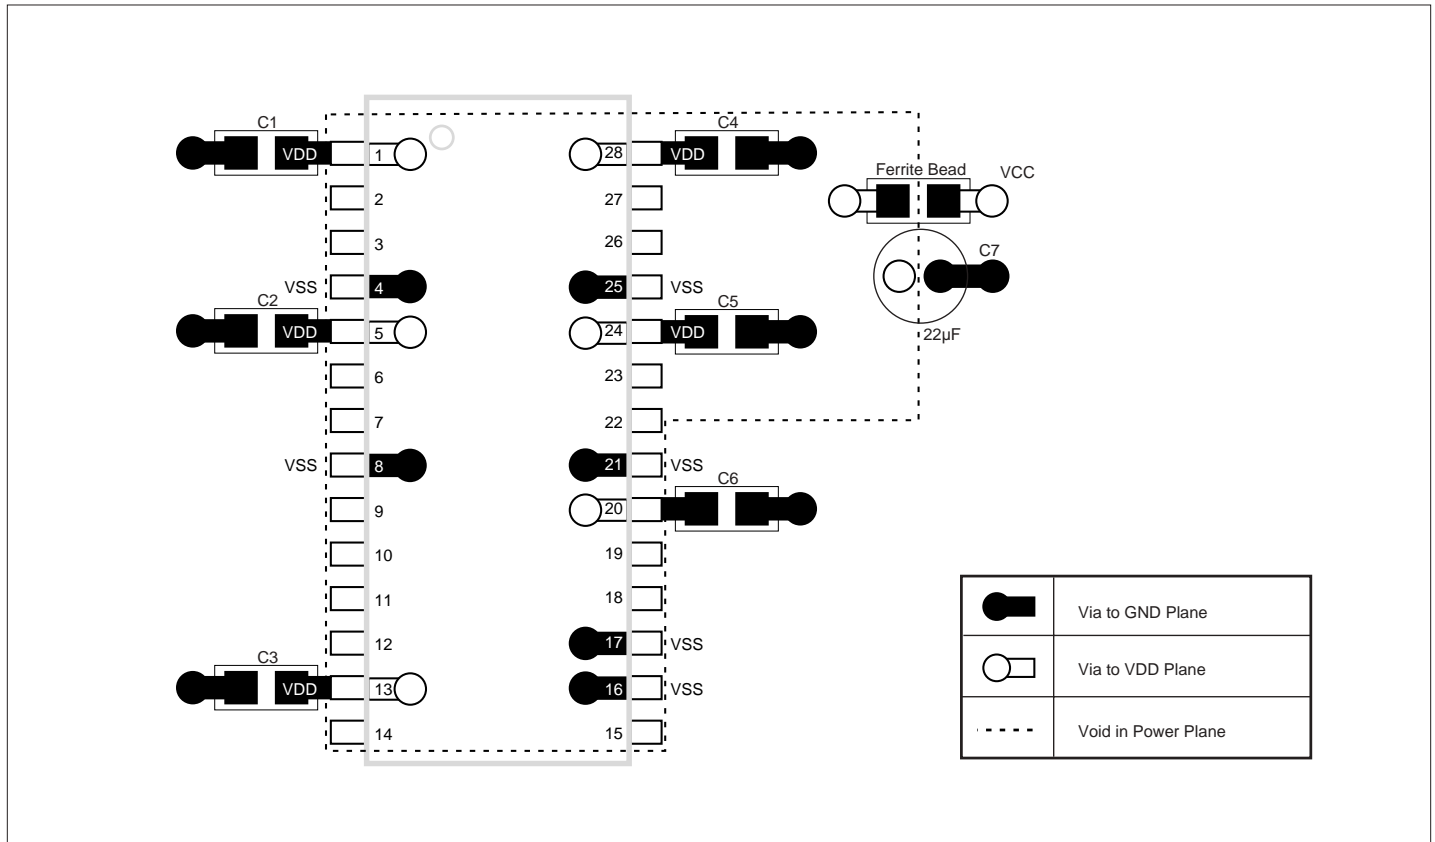 C1
C4
VDD
1
28
VDD
Ferrite Bead
VCC
2
27
3
26
C7
VSS
4
25
VSS
C2
C5
VDD
5
24
VDD
22µF
6
23
7
22
VSS
8
21
VSS
C6
9
20
10
19
11
18
Via to GND Plane
12
17
VSS
C3
Via to VDD Plane
VDD
13
16
VSS
14
15
Void in Power Plane